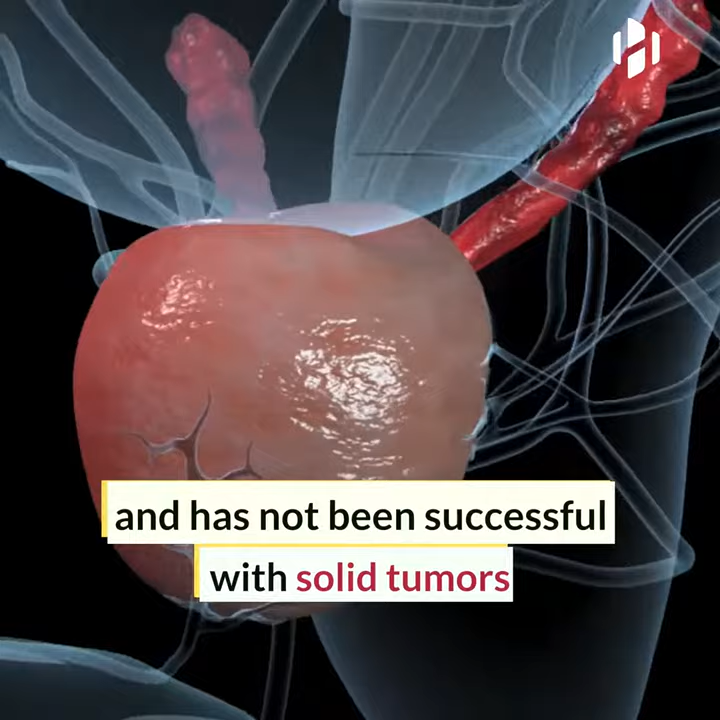 and has not been successful
with solid tumors